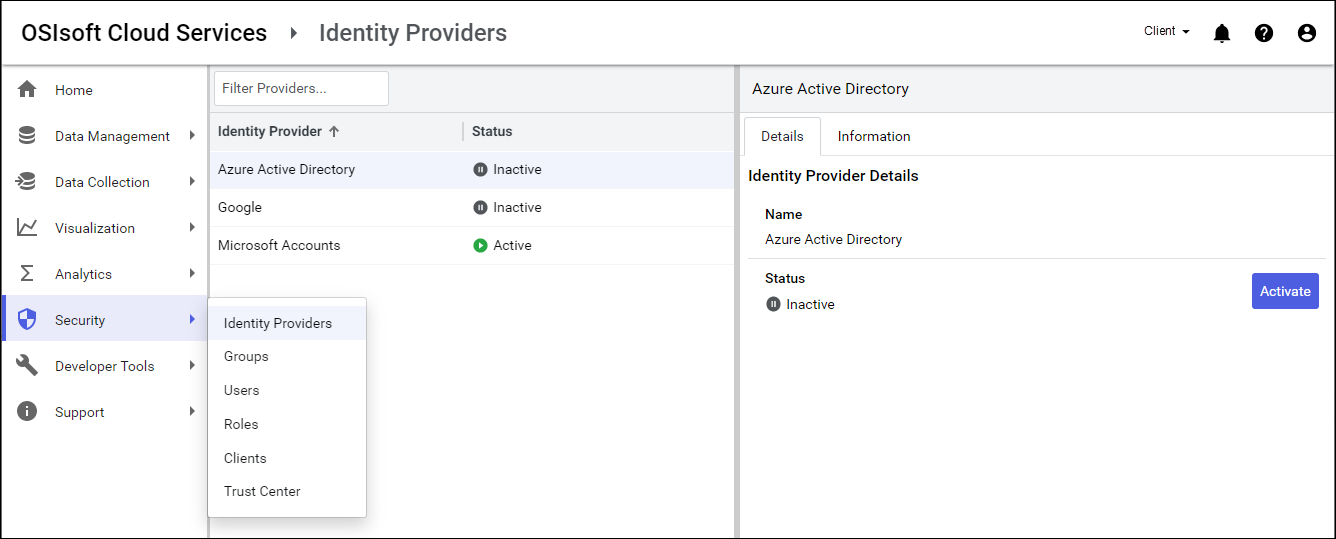 OSIsoft Cloud Services Identity Providers
Client
Home
Data Management
Data Collection
Visualization
Analytics
Security
Developer Tools
Support
Identity Providers
Groups
Users
Roles
Clients
Trust Center
Filter Providers...
Identity Provider Status
Azure Active Directory Inactive
Google Inactive
Microsoft Accounts Active
Azure Active Directory
Details Information
Identity Provider Details
Name
Azure Active Directory
Status
Inactive
Activate